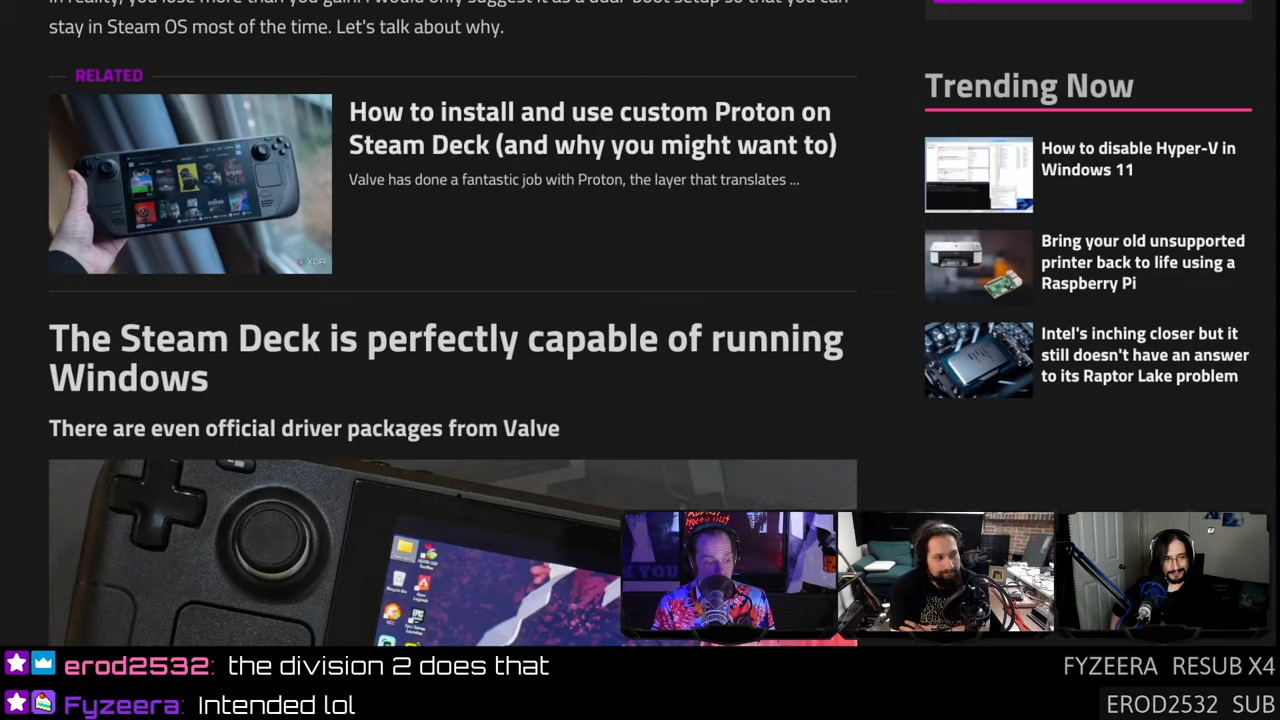 stay in Steam OS most of the time. Let's talk about why.
RELATED
How to install and use custom Proton on
Steam Deck (and why you might want to)
Valve has done a fantastic job with Proton, the layer that translates ...
XDA
The Steam Deck is perfectly capable of running
Windows
There are even official driver packages from Valve
Trending Now
How to disable Hyper-V in
Windows 11
Bring your old unsupported
printer back to life using a
Raspberry Pi
Intel's inching closer but it
still doesn't have an answer
to its Raptor Lake problem
erod2532: the division 2 does that
Fyzeera: Intended lol
FYZEERA RESUB X4
EROD2532 SUB